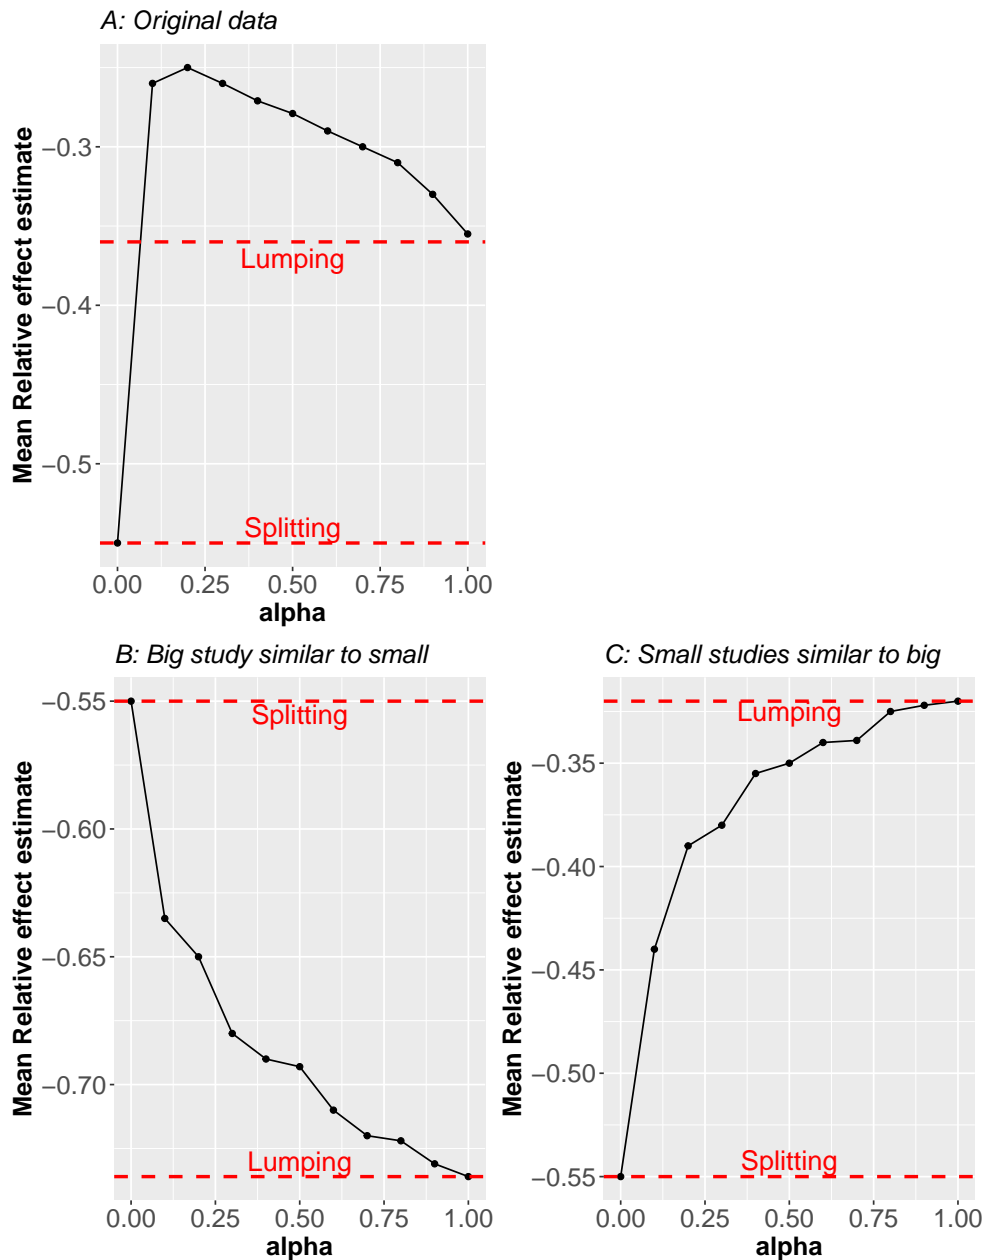 A: Original data
Mean Relative effect estimate
−0.3
−0.4
−0.5
Lumping
Splitting
0.00 0.25 0.50 0.75 1.00
alpha
B: Big study similar to small
Mean Relative effect estimate
−0.55
−0.60
−0.65
−0.70
Splitting
Lumping
0.00 0.25 0.50 0.75 1.00
alpha
C: Small studies similar to big
Mean Relative effect estimate
−0.35
−0.40
−0.45
−0.50
−0.55
Lumping
Splitting
0.00 0.25 0.50 0.75 1.00
alpha